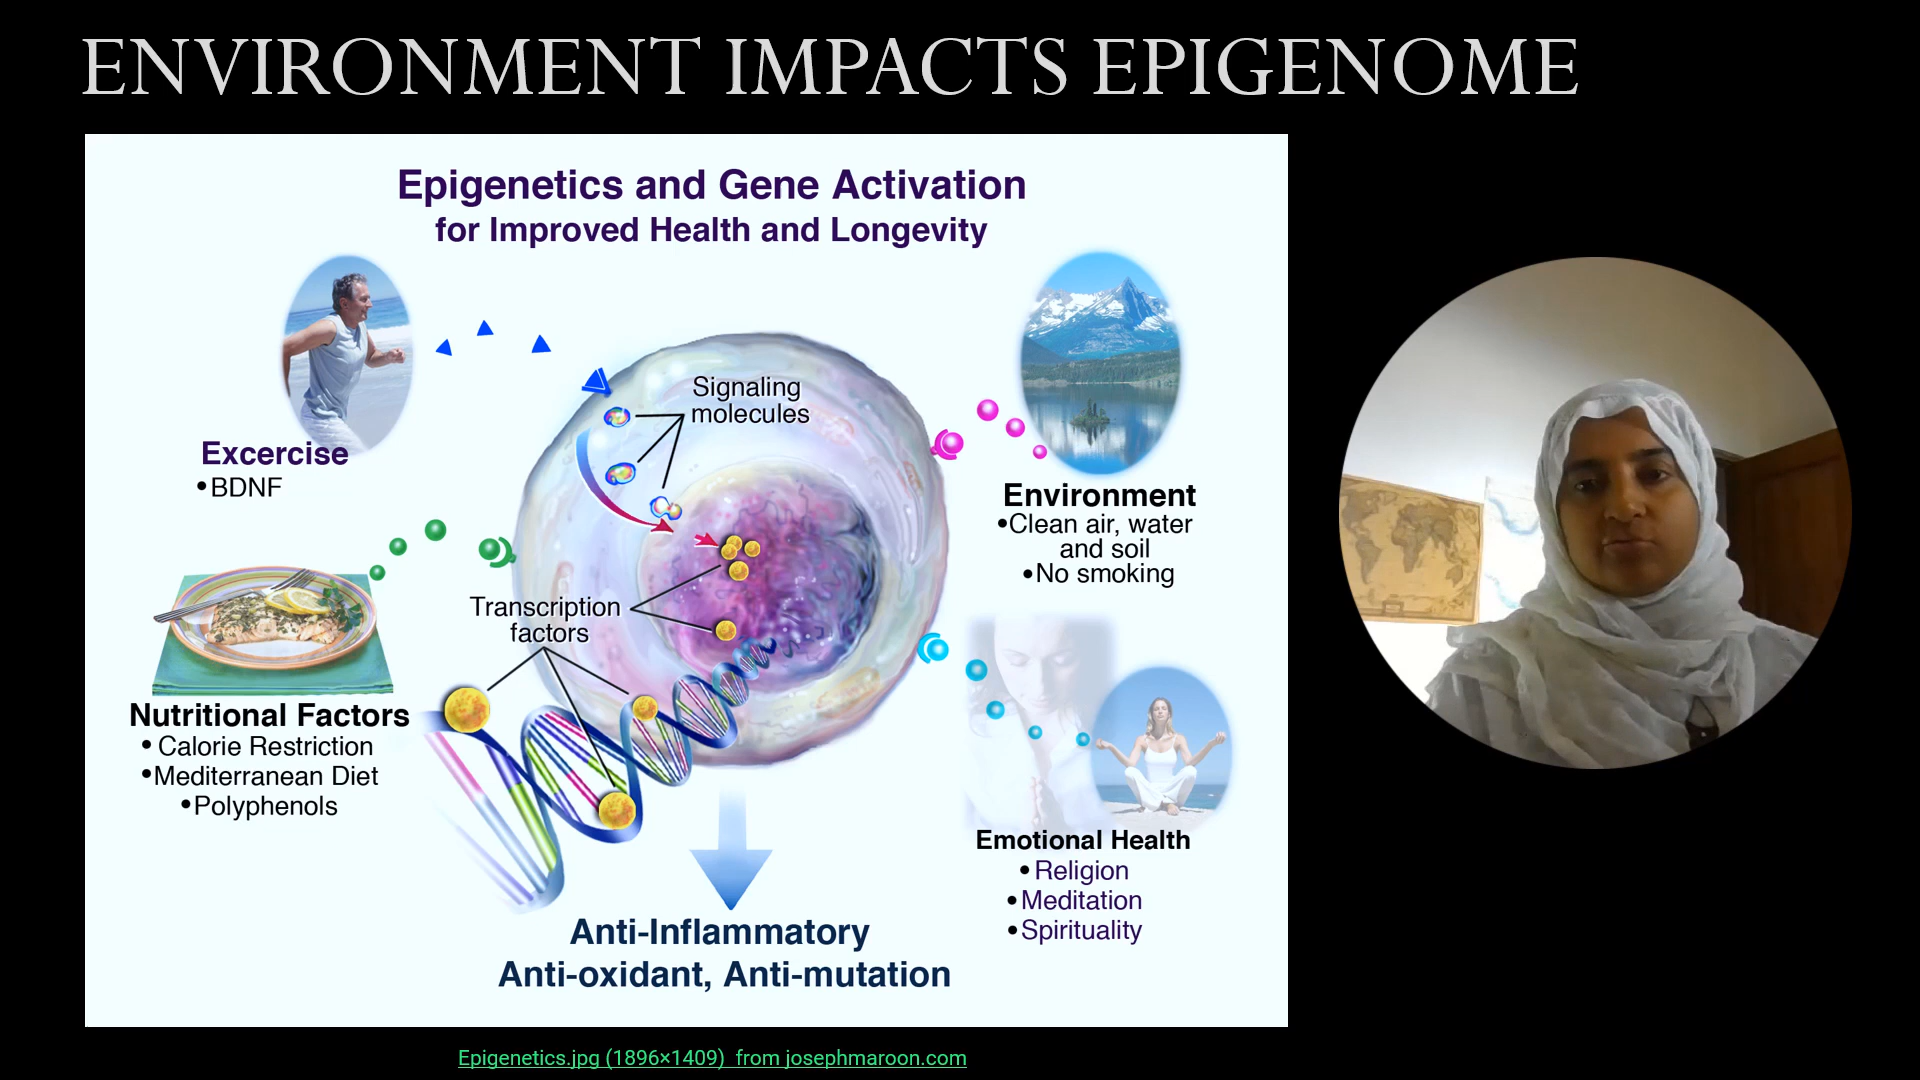 ENVIRONMENT IMPACTS EPIGENOME
Epigenetics and Gene Activation
for Improved Health and Longevity
Signaling
molecules
Excercise
•BDNF
Environment
•Clean air, water
and soil
•No smoking
Transcription
factors
Nutritional Factors
• Calorie Restriction
•Mediterranean Diet
•Polyphenols
Emotional Health
• Religion
•Meditation
•Spirituality
Anti-Inflammatory
Anti-oxidant, Anti-mutation
Epigenetics.jpg (1896×1409) from josephmaroon.com